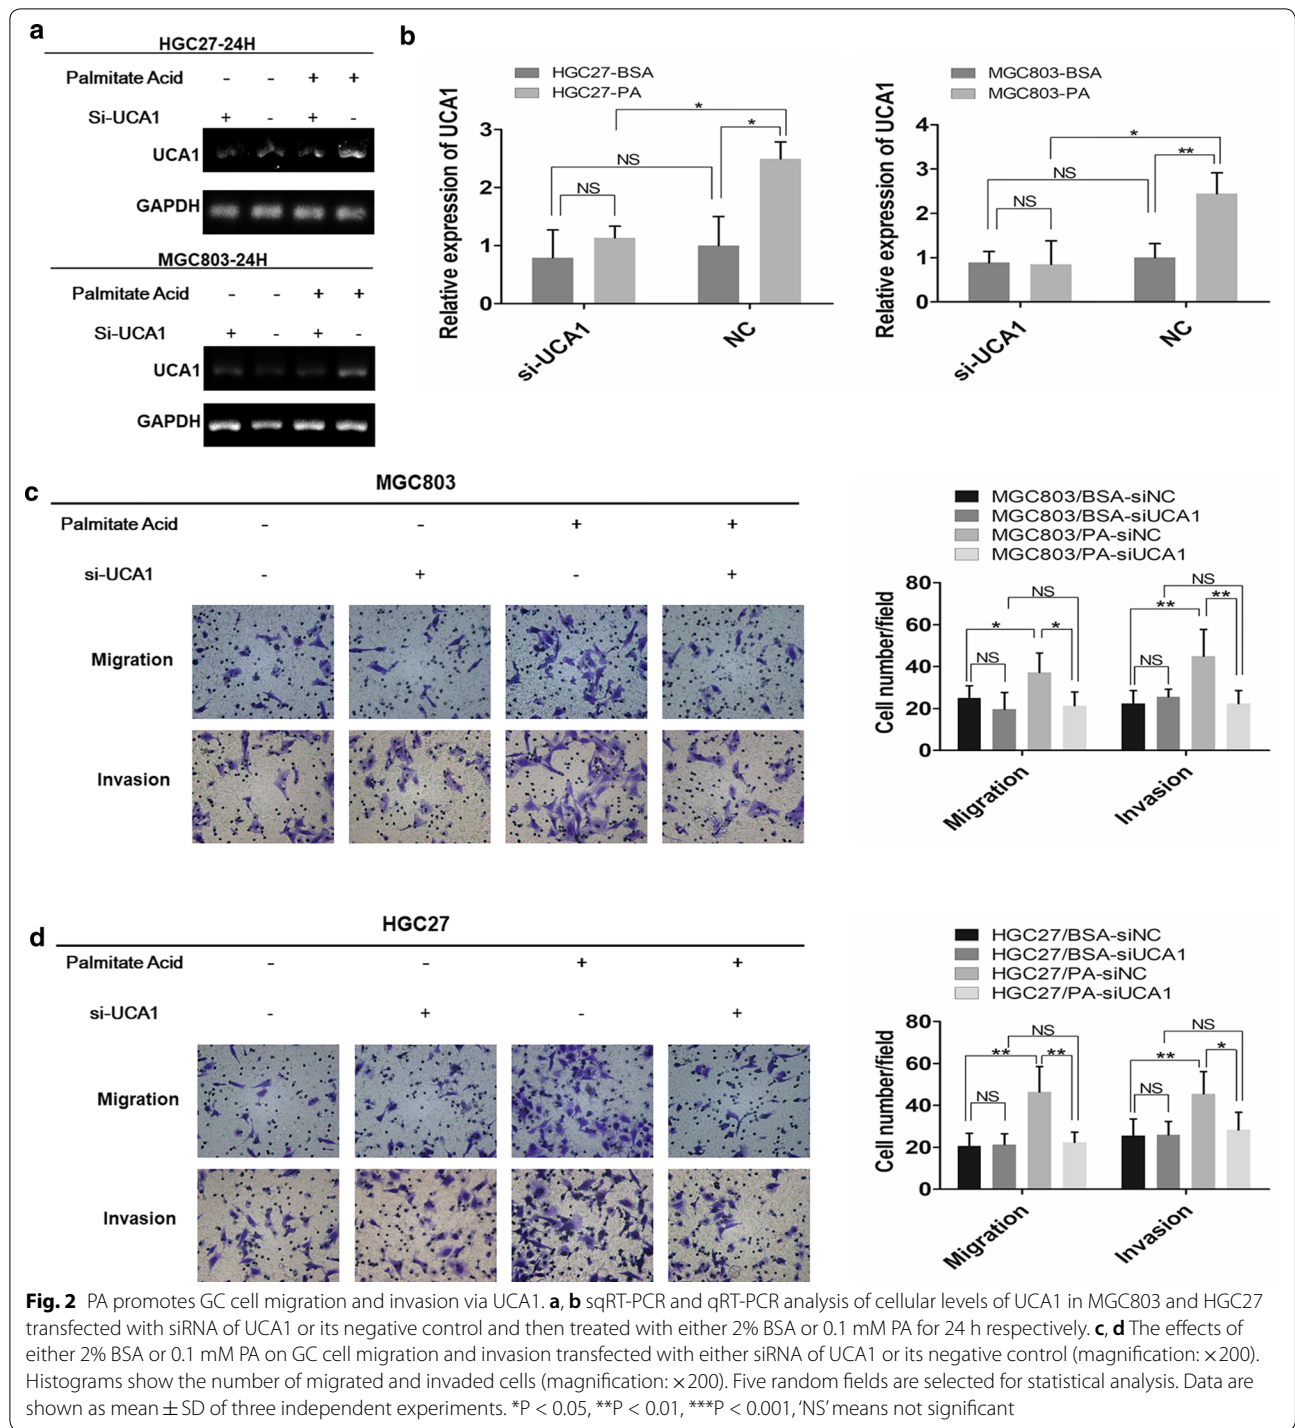 a
HGC27-24H
Palmitate Acid - - + +
Si-UCA1 + - + -
UCA1
GAPDH
MGC803-24H
Palmitate Acid - - + +
Si-UCA1 + - + -
UCA1
GAPDH
b
HGC27-BSA
HGC27-PA
Relative expression of UCA1
3
2
1
0
NS
NS
*
*
si-UCA1
NC
MGC803-BSA
MGC803-PA
Relative expression of UCA1
4
3
2
1
0
NS
NS
**
*
si-UCA1
NC
c
MGC803
Palmitate Acid - - + +
si-UCA1 - + - +
Migration
Invasion
MGC803/BSA-siNC
MGC803/BSA-siUCA1
MGC803/PA-siNC
MGC803/PA-siUCA1
Cell number/field
80
60
40
20
0
* NS * NS
** NS ** NS
Migration
Invasion
d
HGC27
Palmitate Acid - - + +
si-UCA1 - + - +
Migration
Invasion
HGC27/BSA-siNC
HGC27/BSA-siUCA1
HGC27/PA-siNC
HGC27/PA-siUCA1
Cell number/field
80
60
40
20
0
** NS ** NS
** NS * NS
Migration
Invasion
Fig. 2 PA promotes GC cell migration and invasion via UCA1. a, b sqRT-PCR and qRT-PCR analysis of cellular levels of UCA1 in MGC803 and HGC27
transfected with siRNA of UCA1 or its negative control and then treated with either 2% BSA or 0.1 mM PA for 24 h respectively. c, d The effects of
either 2% BSA or 0.1 mM PA on GC cell migration and invasion transfected with either siRNA of UCA1 or its negative control (magnification: ×200).
Histograms show the number of migrated and invaded cells (magnification: ×200). Five random fields are selected for statistical analysis. Data are
shown as mean ± SD of three independent experiments. *P < 0.05, **P < 0.01, ***P < 0.001, 'NS' means not significant